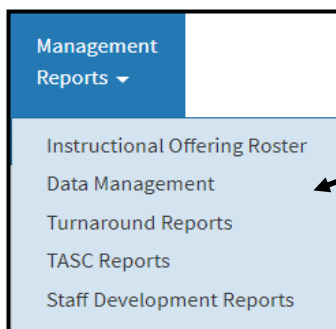 Management
Reports
Instructional Offering Roster
Data Management
Turnaround Reports
TASC Reports
Staff Development Reports